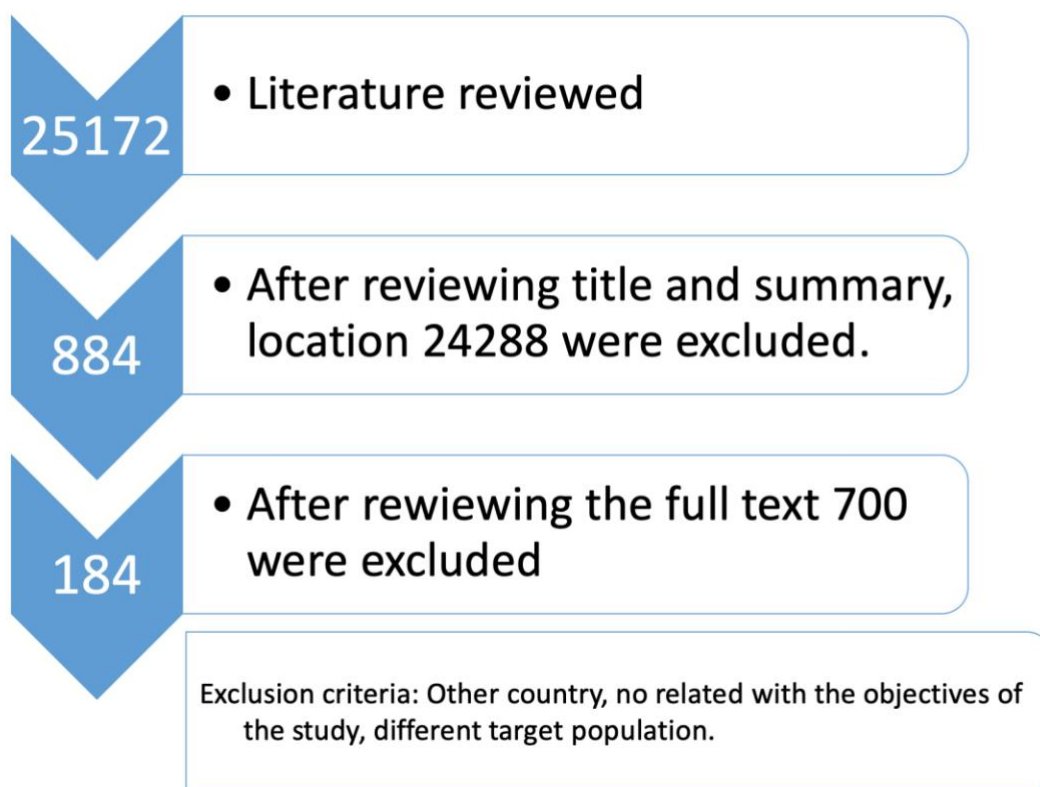 25172
• Literature reviewed
884
• After reviewing title and summary,
location 24288 were excluded.
184
• After rewiewing the full text 700
were excluded
Exclusion criteria: Other country, no related with the objectives of
the study, different target population.